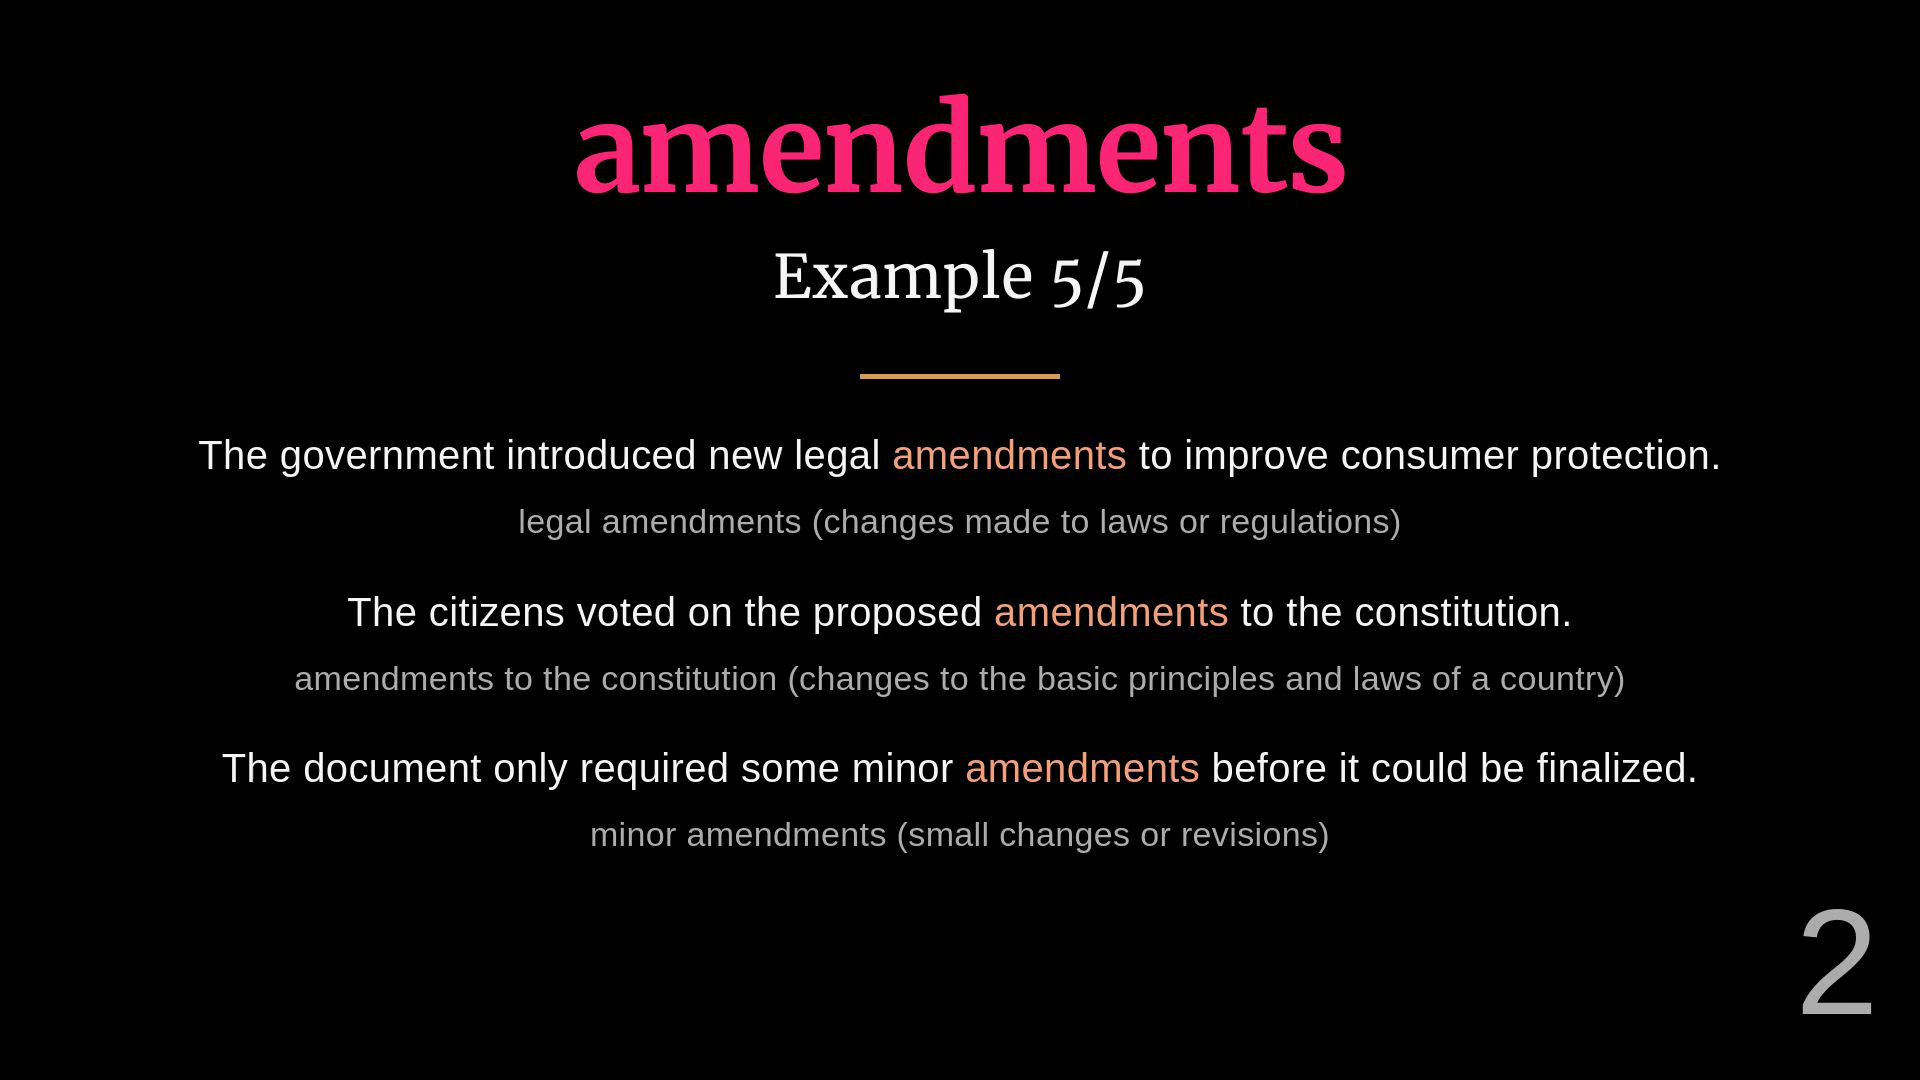 amendments
Example 5/5
The government introduced new legal amendments to improve consumer protection.
legal amendments (changes made to laws or regulations)
The citizens voted on the proposed amendments to the constitution.
amendments to the constitution (changes to the basic principles and laws of a country)
The document only required some minor amendments before it could be finalized.
minor amendments (small changes or revisions)
2